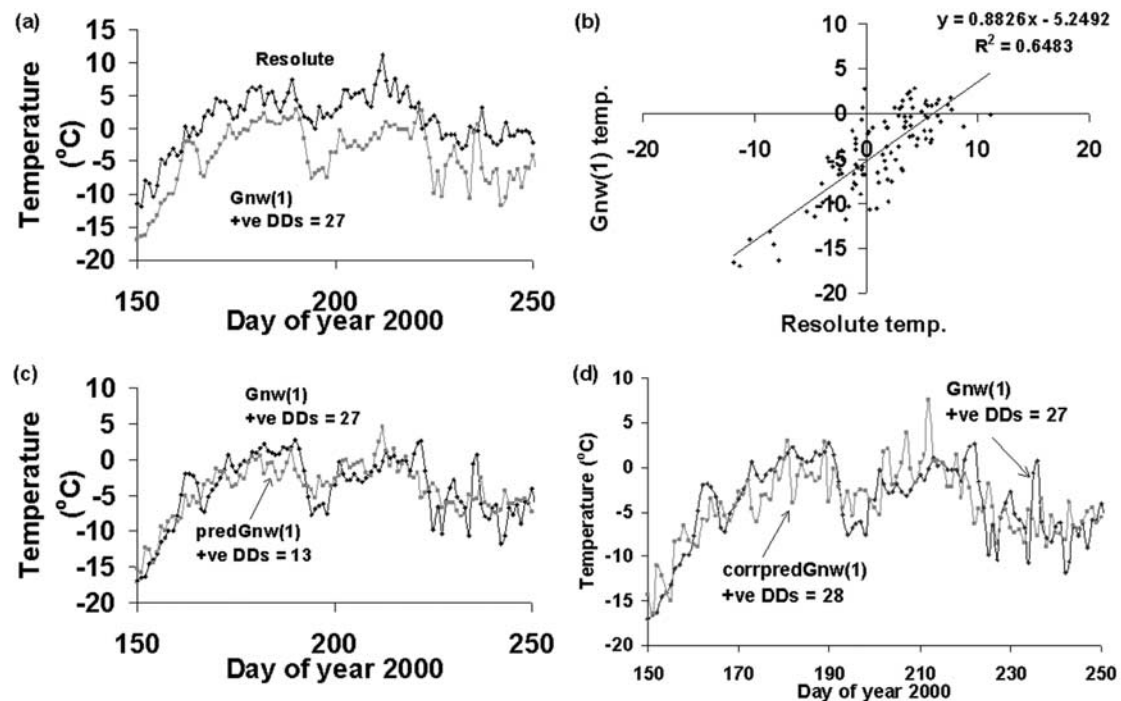 (a)
15
10
5
0
-5
-10
-15
-20
Temperature
(°C)
Resolute
Gnw(1)
+ve DDs = 27
150
200
250
Day of year 2000
(b)
y = 0.8826x - 5.2492
R² = 0.6483
10
5
0
-5
-10
-15
-20
-20
-10
0
10
20
Gnw(1) temp.
Resolute temp.
(c)
10
5
0
-5
-10
-15
-20
Temperature
(°C)
Gnw(1)
+ve DDs = 27
predGnw(1)
+ve DDs = 13
150
200
250
Day of year 2000
(d)
10
5
0
-5
-10
-15
-20
Temperature (°C)
Gnw(1)
+ve DDs = 27
corrpredGnw(1)
+ve DDs = 28
150
170
190
210
230
250
Day of year 2000